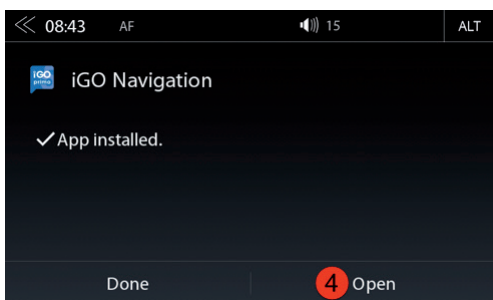 08:43 AF 15 ALT
iGO primo
iGO Navigation
App installed.
Done 4 Open